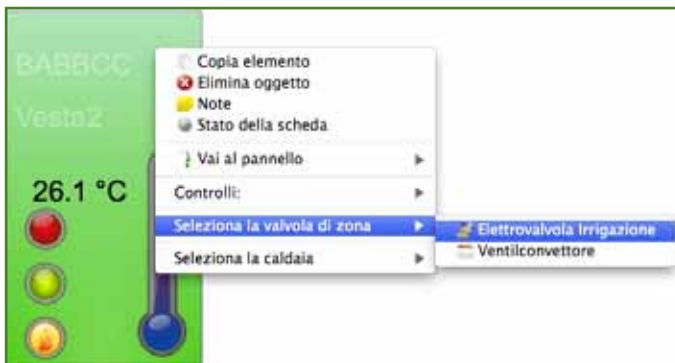 BABBCC
Vesta2
26.1 °C
Copia elemento
Elimina oggetto
Note
Stato della scheda
Vai al pannello
Controlli:
Seleziona la valvola di zona
Elettrovalvola Irrigazione
Ventilconvettore
Seleziona la caldaia